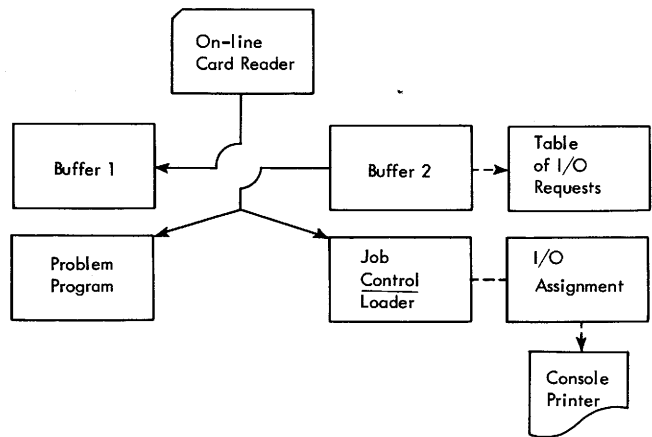 On-line
Card Reader
Buffer 1
Buffer 2
Table
of I/O
Requests
Problem
Program
Job
Control
Loader
I/O
Assignment
Console
Printer